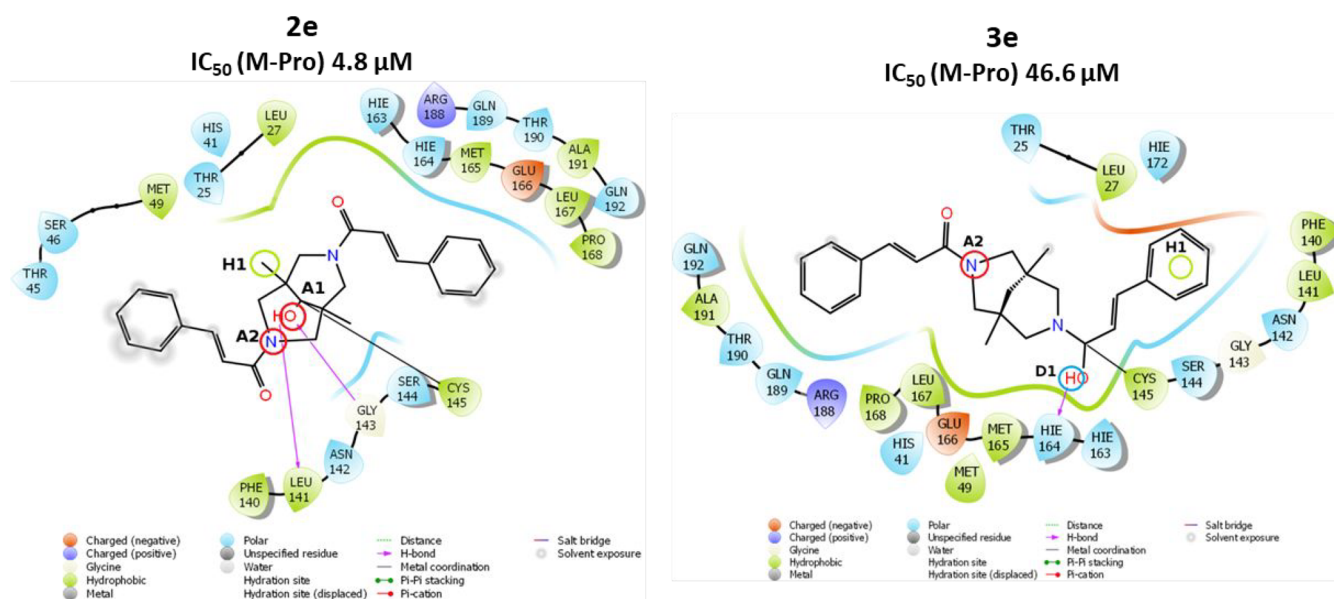 2e
IC50 (M-Pro) 4.8 µM
HIE 163
ARG 188
GLN 189
THR 190
ALA 191
GLN 192
HIE 164
MET 165
GLU 166
LEU 167
PRO 168
LEU 27
HIS 41
THR 25
MET 49
SER 46
THR 45
O
N
H1
A1
HO
A2
N
O
SER 144
CYS 145
GLY 143
ASN 142
LEU 141
PHE 140
Charged (negative)
Charged (positive)
Glycine
Hydrophobic
Metal
Polar
Unspecified residue
Water
Hydration site
Hydration site (displaced)
Distance
H-bond
Metal coordination
Pi-Pi stacking
Pi-cation
Salt bridge
Solvent exposure
3e
IC50 (M-Pro) 46.6 µM
THR 25
LEU 27
HIE 172
O
A2
N
H1
PHE 140
LEU 141
ASN 142
GLY 143
SER 144
CYS 145
N
D1
HO
GLN 192
ALA 191
THR 190
GLN 189
ARG 188
PRO 168
LEU 167
GLU 166
MET 165
HIE 164
HIE 163
HIS 41
MET 49
Charged (negative)
Charged (positive)
Glycine
Hydrophobic
Metal
Polar
Unspecified residue
Water
Hydration site
Hydration site (displaced)
Distance
H-bond
Metal coordination
Pi-Pi stacking
Pi-cation
Salt bridge
Solvent exposure